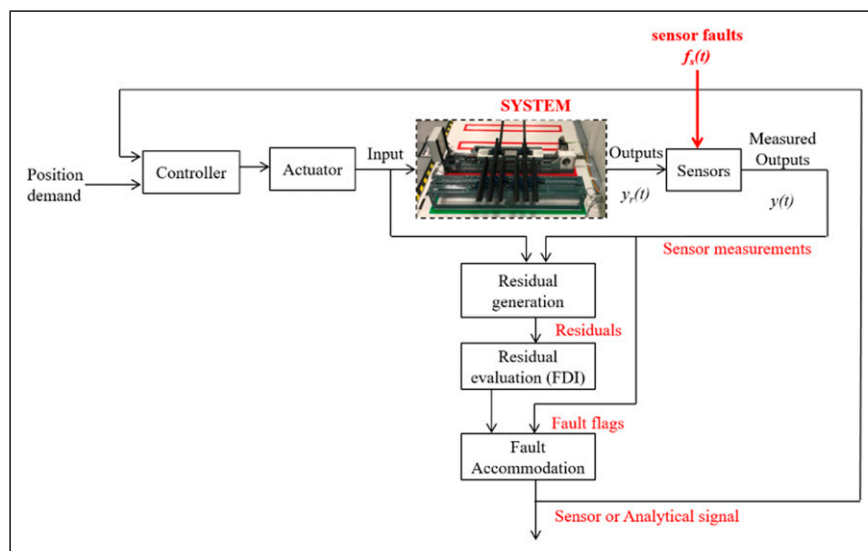 sensor faults
fs(t)
SYSTEM
Position
demand
Controller
Actuator
Input
Outputs
yr(t)
Sensors
Measured
Outputs
y(t)
Sensor measurements
Residual
generation
Residuals
Residual
evaluation (FDI)
Fault flags
Fault
Accommodation
Sensor or Analytical signal